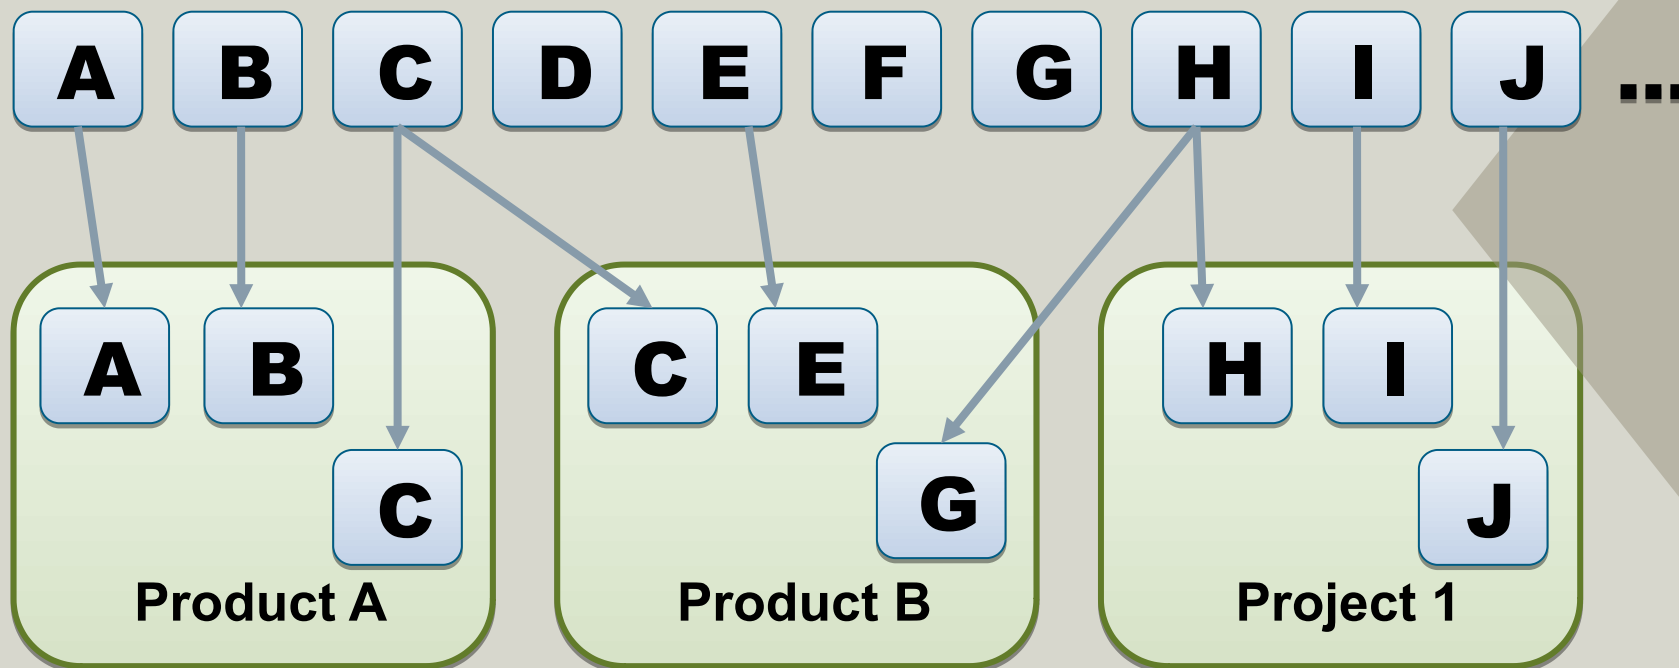 A B C D E F G H I J ...
A B C E H I
C G J
Product A Product B Project 1